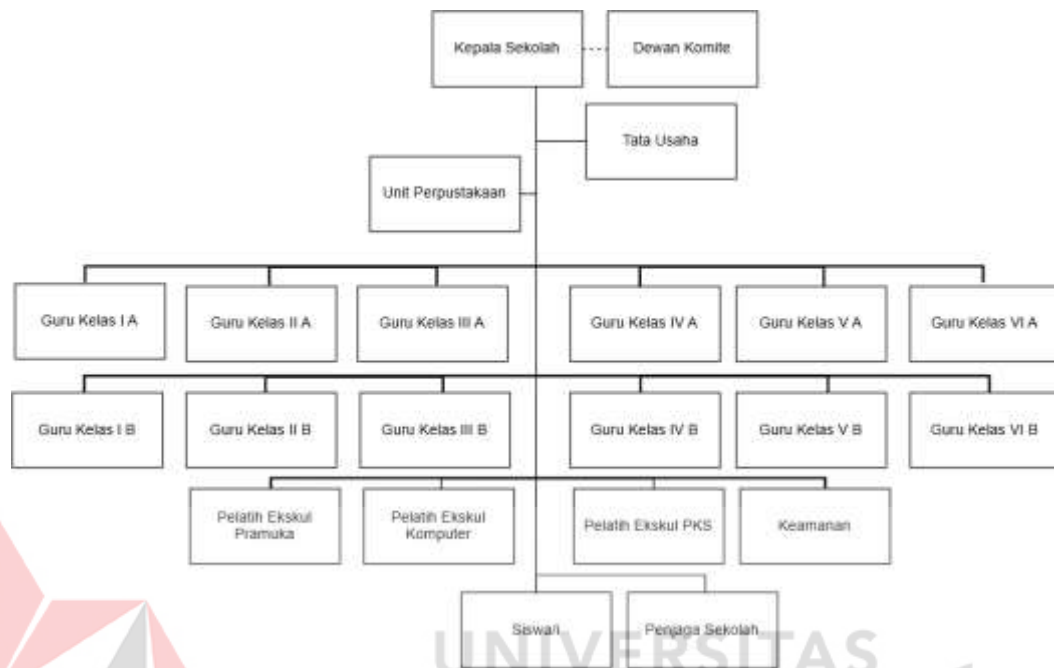 Kepala Sekolah
Dewan Komite
Tata Usaha
Unit Perpustakaan
Guru Kelas I A
Guru Kelas II A
Guru Kelas III A
Guru Kelas IV A
Guru Kelas V A
Guru Kelas VI A
Guru Kelas I B
Guru Kelas II B
Guru Kelas III B
Guru Kelas IV B
Guru Kelas V B
Guru Kelas VI B
Pelatih Ekskul
Pramuka
Pelatih Ekskul
Komputer
Pelatih Ekskul PKS
Keamanan
Siswa/i
Penjaga Sekolah
UNIVERSITAS